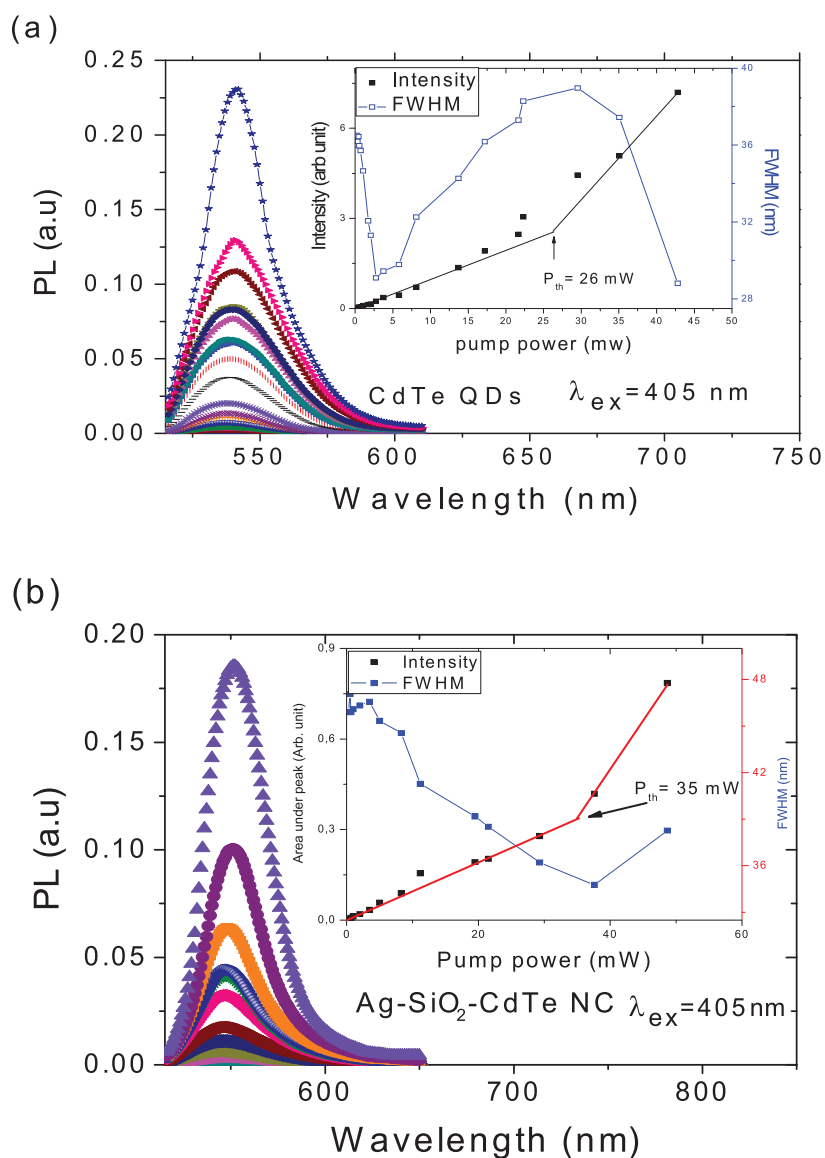 (a)
0.25
0.20
0.15
0.10
0.05
0.00
PL (a.u)
550
600
650
700
750
Wavelength (nm)
CdTe QDs
λex=405 nm
Intensity
FWHM
6
3
0
Intensity (arb unit)
40
36
32
28
FWHM (nm)
0 5 10 15 20 25 30 35 40 45 50
pump power (mw)
Pth = 26 mW
(b)
0.20
0.15
0.10
0.05
0.00
PL (a.u)
600
700
800
Wavelength (nm)
Ag-SiO2-CdTe NC
λex=405nm
Intensity
FWHM
0,9
0,6
0,3
0,0
Area under peak (Arb. unit)
48
42
39
36
FWHM (nm)
0 20 40 60
Pump power (mW)
Pth= 35 mW